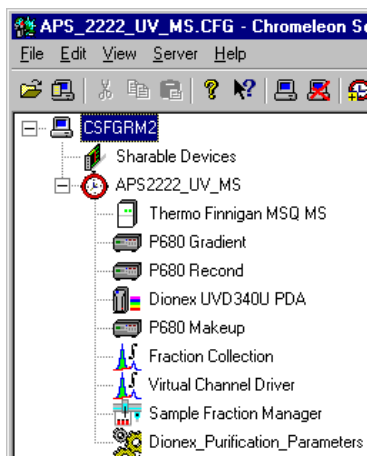 APS_2222_UV_MS.CFG - Chromeleon Se
File Edit View Server Help
CSFGRM2
Sharable Devices
APS2222_UV_MS
Thermo Finnigan MSQ MS
P680 Gradient
P680 Recond
Dionex UVD340U PDA
P680 Makeup
Fraction Collection
Virtual Channel Driver
Sample Fraction Manager
Dionex_Purification_Parameters